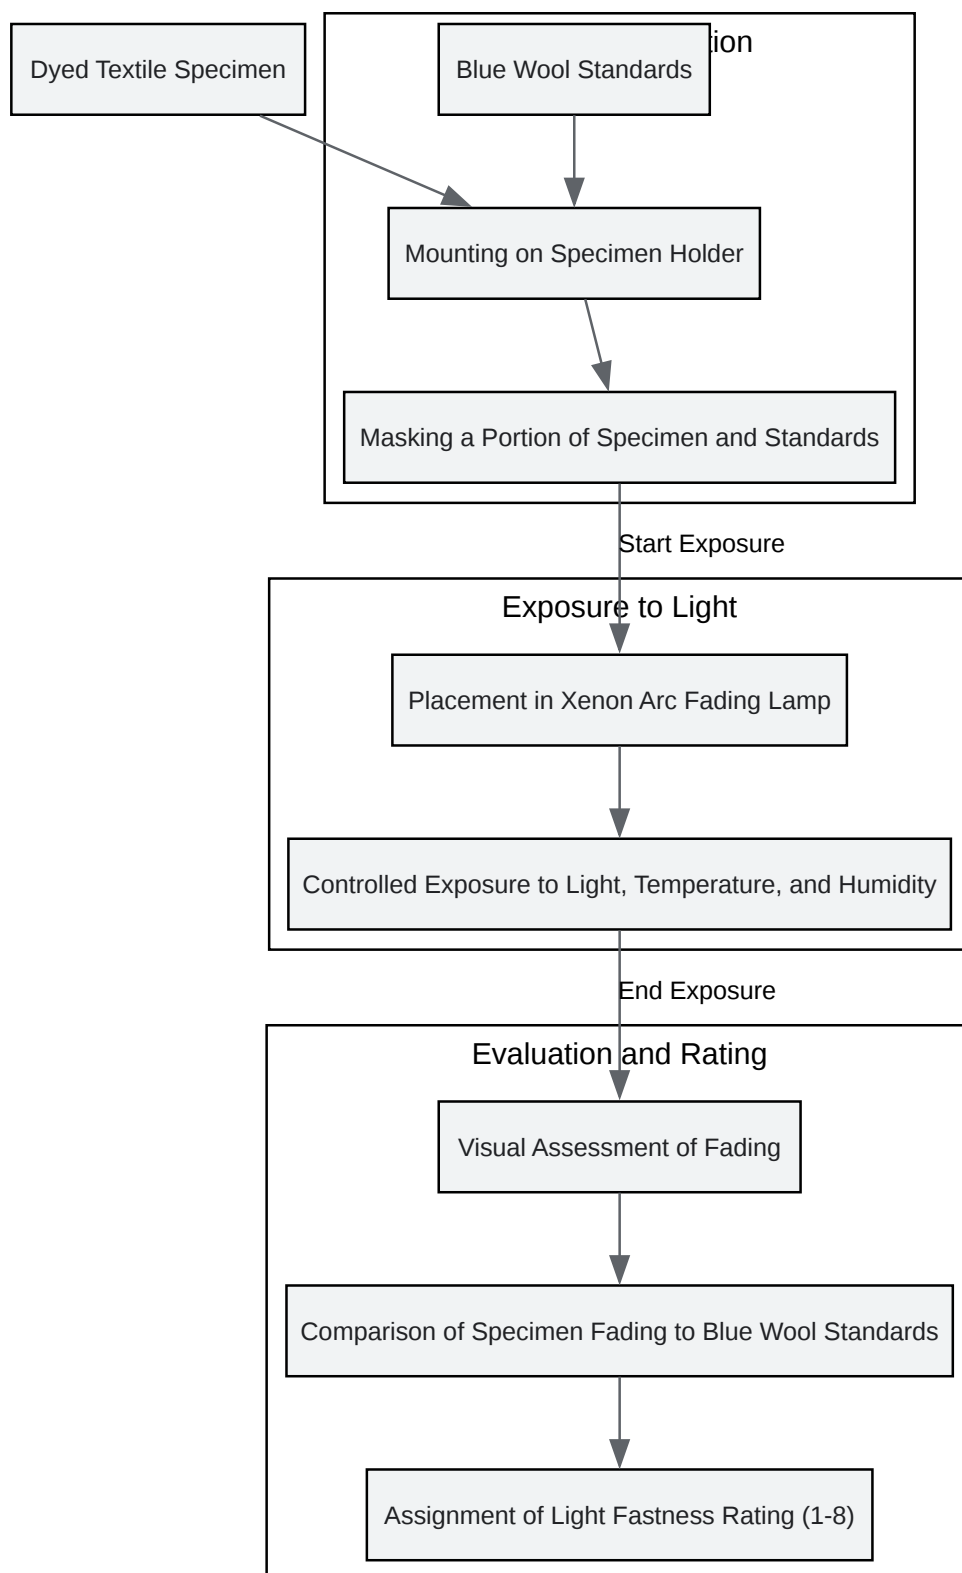 Dyed Textile Specimen
Blue Wool Standards
Mounting on Specimen Holder
Masking a Portion of Specimen and Standards
Start Exposure
Exposure to Light
Placement in Xenon Arc Fading Lamp
Controlled Exposure to Light, Temperature, and Humidity
End Exposure
Evaluation and Rating
Visual Assessment of Fading
Comparison of Specimen Fading to Blue Wool Standards
Assignment of Light Fastness Rating (1-8)